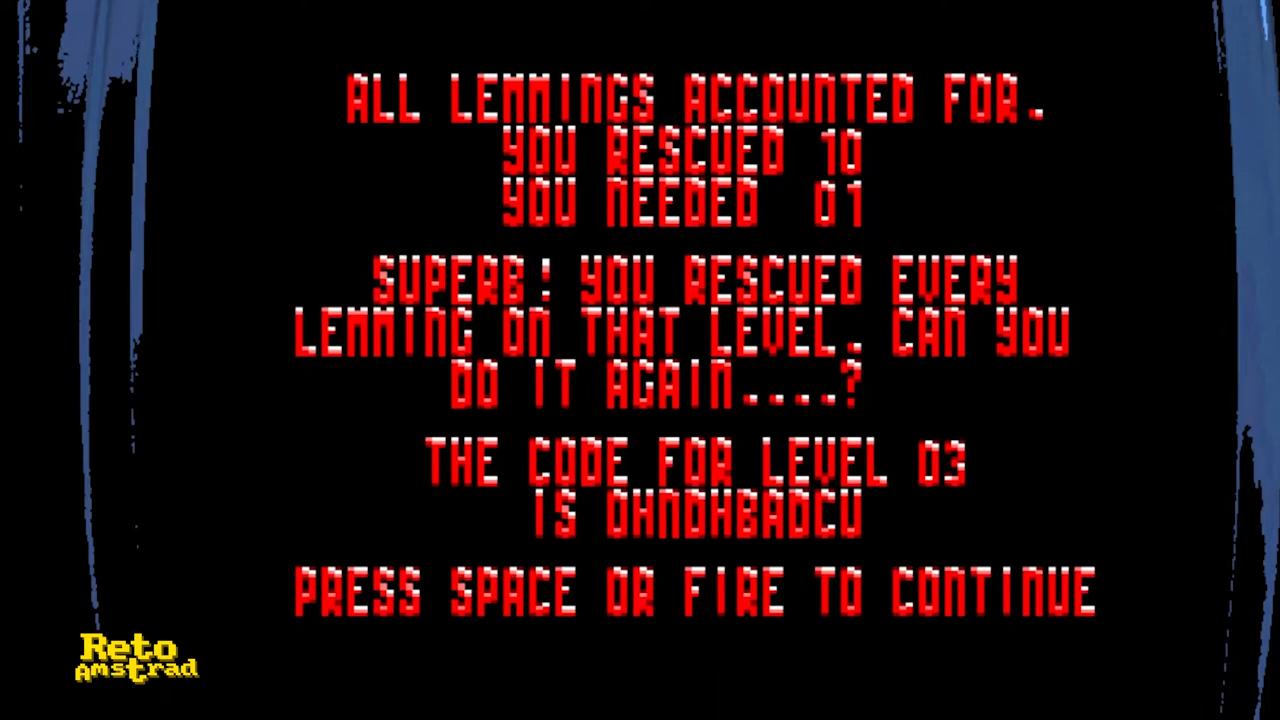 ALL LEMMINGS ACCOUNTED FOR.
YOU RESCUED 10
YOU NEEDED 01
SUPERB! YOU RESCUED EVERY
LEMMING ON THAT LEVEL. CAN YOU
DO IT AGAIN....?
THE CODE FOR LEVEL 03
IS
PRESS SPACE OR FIRE TO CONTINUE
Reto
Amstrad